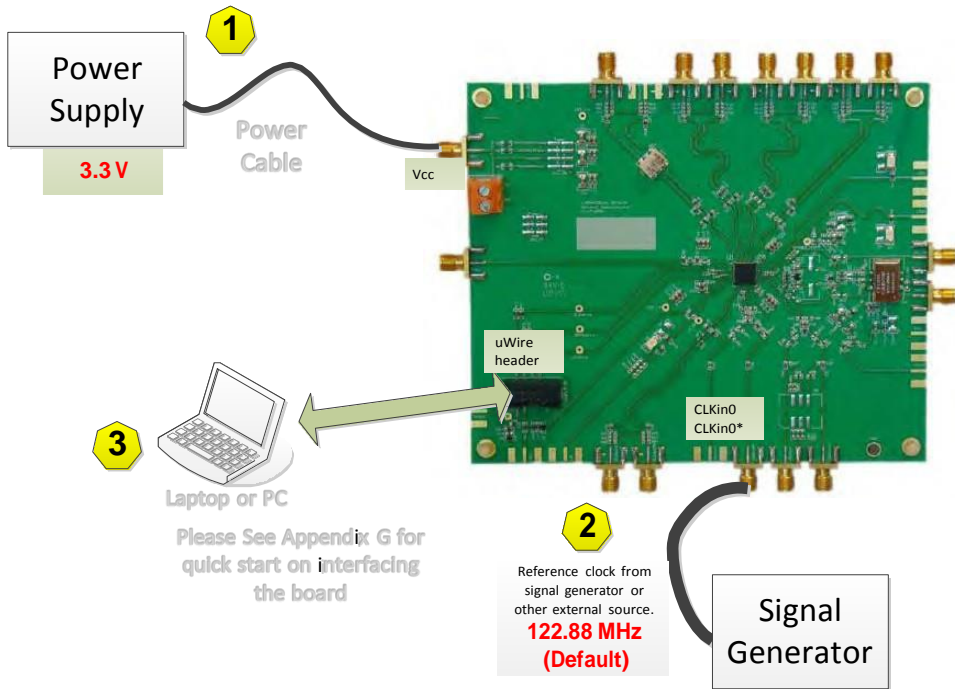 1
Power
Supply
3.3 V
Power
Cable
Vcc
uWire
header
CLKin0
CLKin0*
3
Laptop or PC
Please See Appendix G for
quick start on interfacing
the board
2
Reference clock from
signal generator or
other external source.
122.88 MHz
(Default)
Signal
Generator